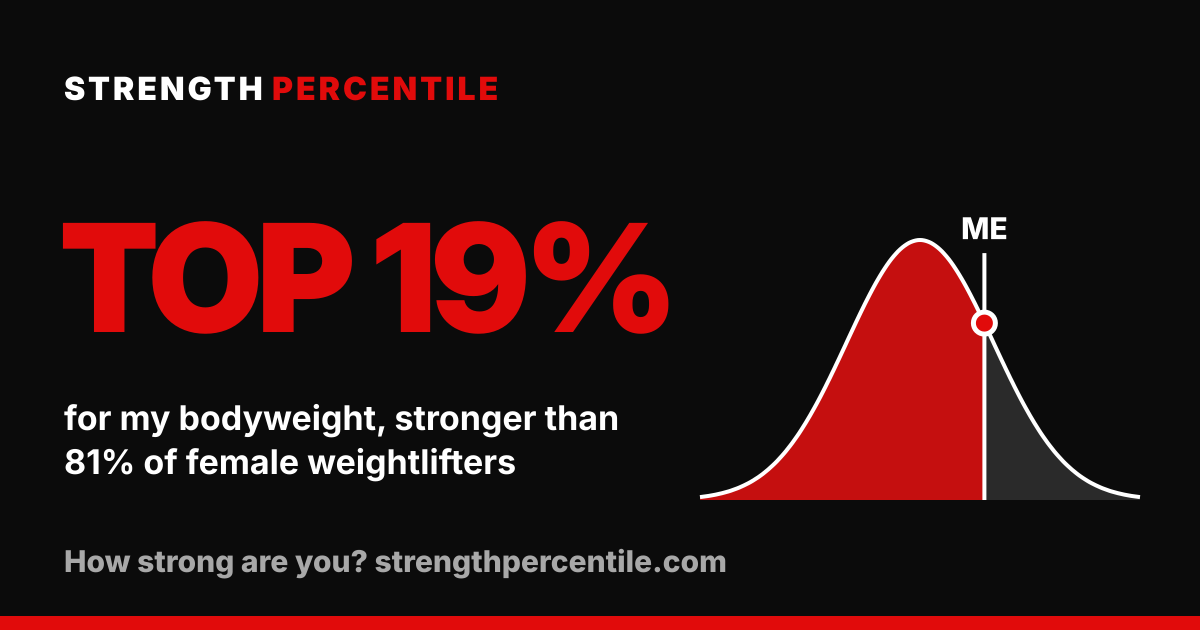 STRENGTH PERCENTILE
TOP 19%
ME
for my bodyweight, stronger than
81% of female weightlifters
How strong are you? strengthpercentile.com